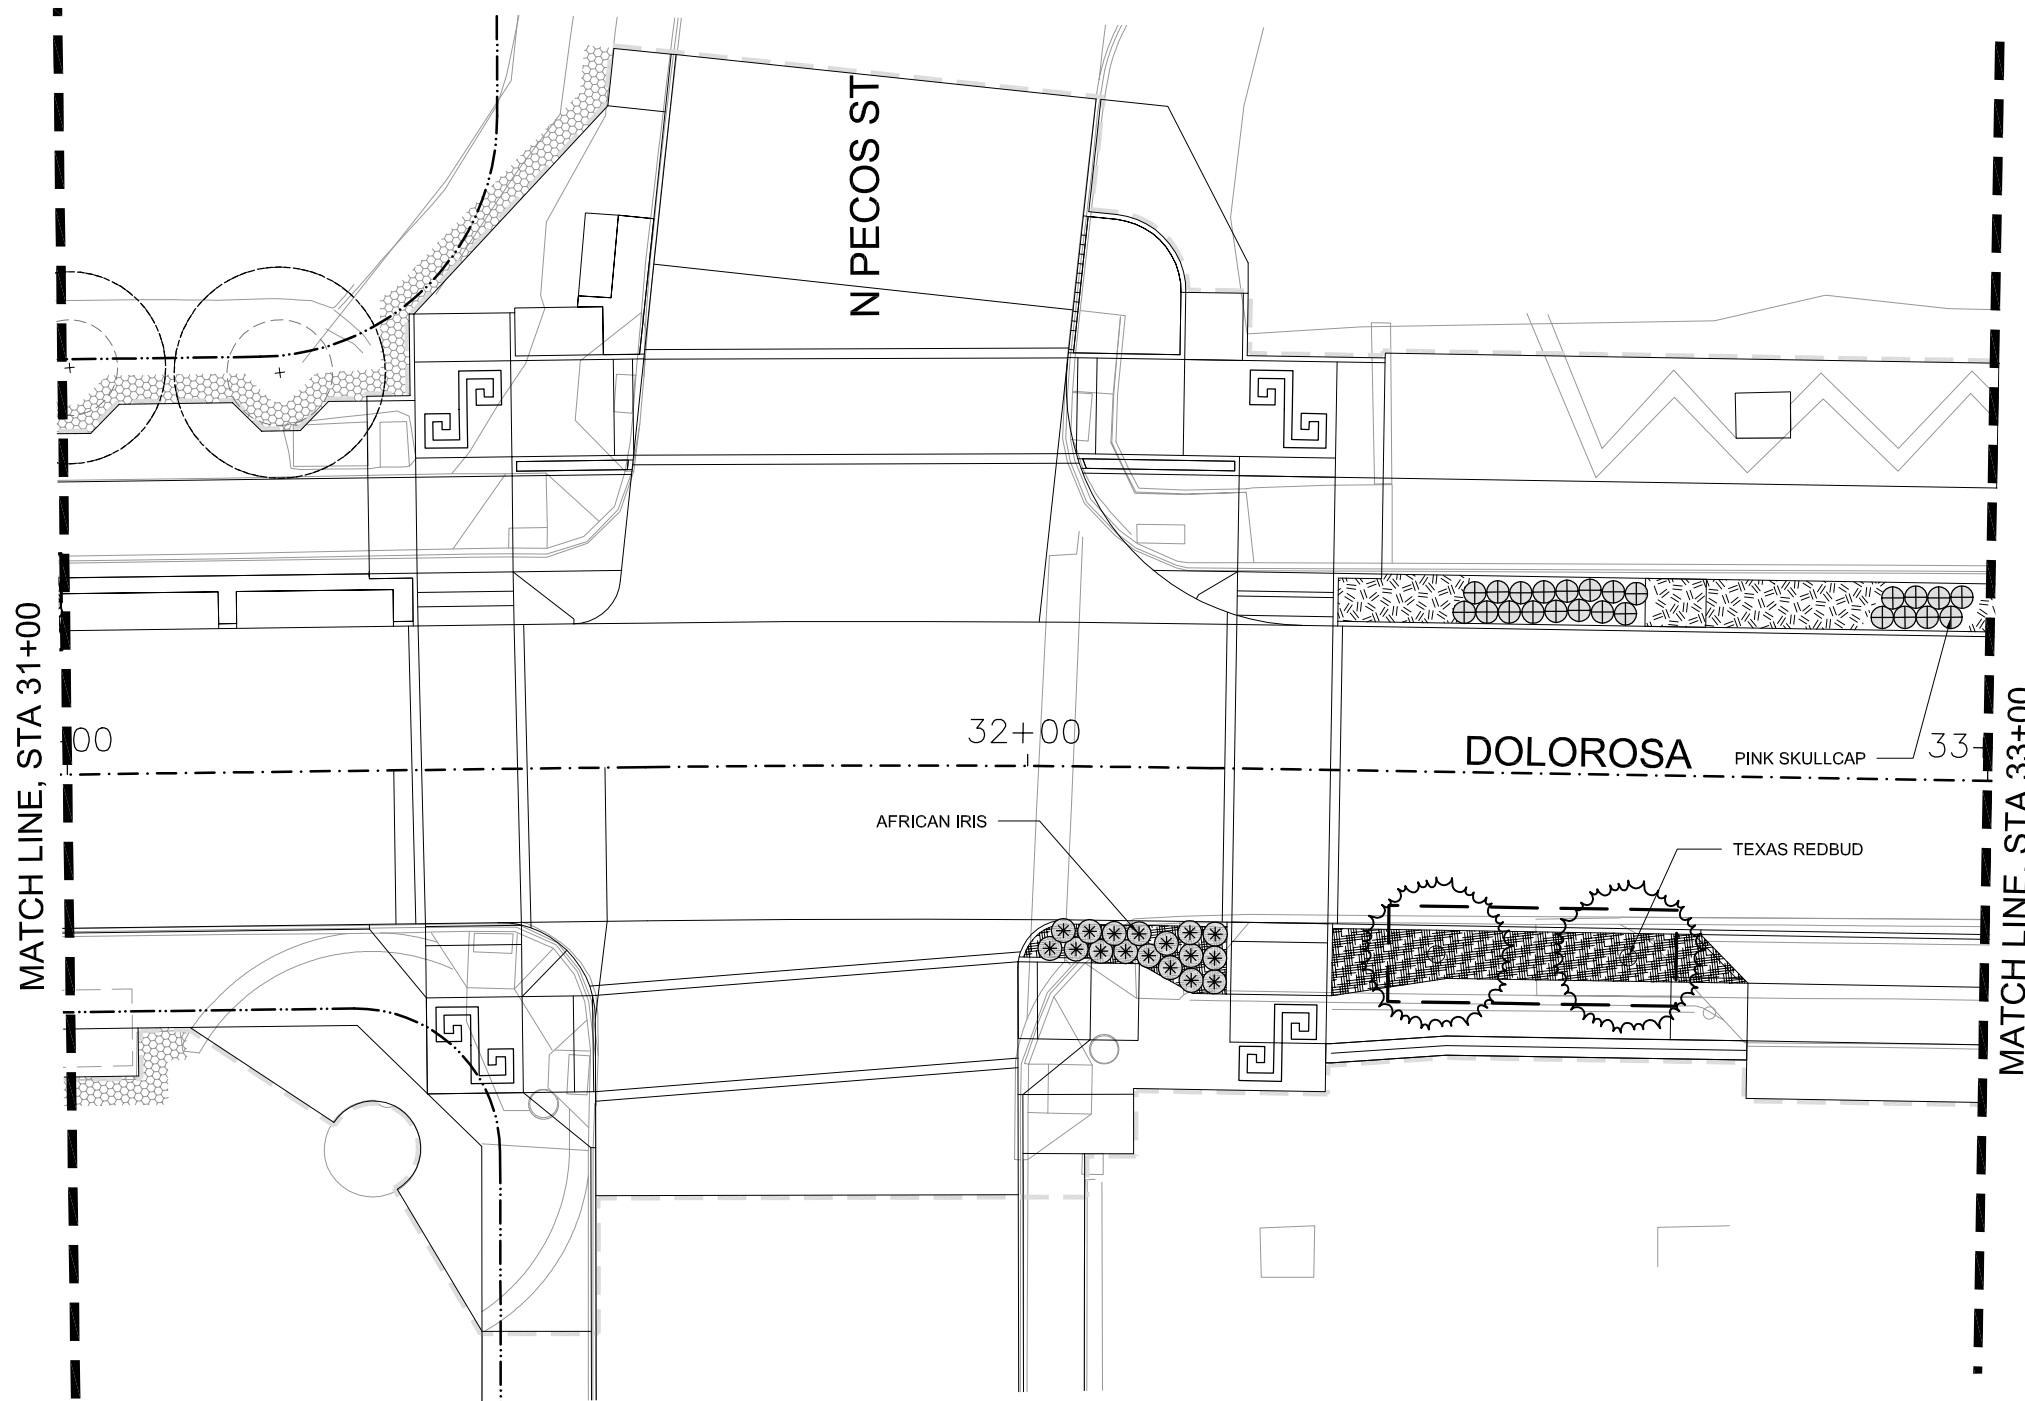 N PECOS ST
MATCH LINE, STA 31+00
00
32+00
DOLOROSA
PINK SKULLCAP
33+
MATCH LINE, STA 33+00
AFRICAN IRIS
TEXAS REDBUD